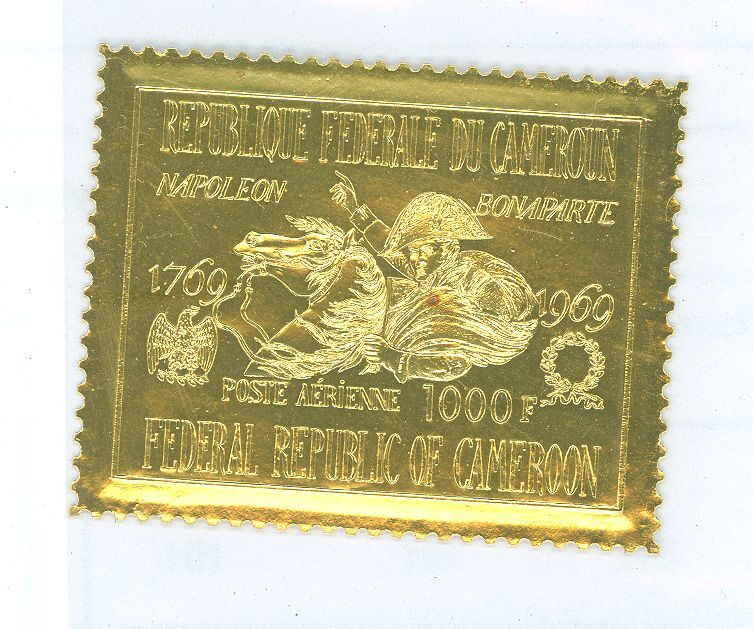 REPUBLIQUE FEDERALE DU CAMEROUN
NAPOLEON BONAPARTE
1769 1969
POSTE AÉRIENNE 1000 F
FEDERAL REPUBLIC OF CAMEROON